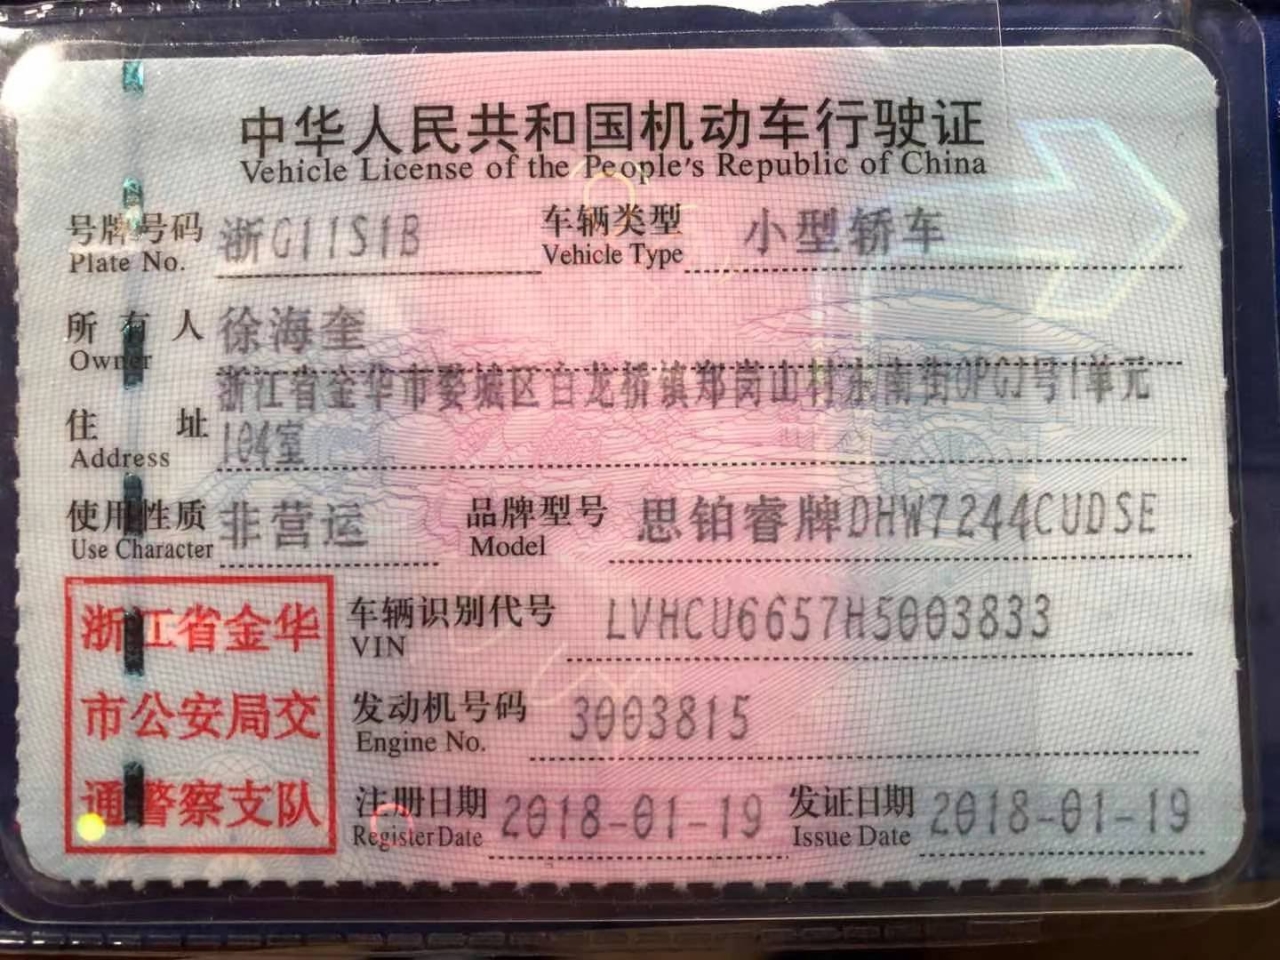 中华人民共和国机动车行驶证
Vehicle License of the People's Republic of China
号牌号码 浙G11S1B 车辆类型 小型轿车
Plate No. Vehicle Type
所有人 徐海奎
Owner
浙江省金华市婺城区白龙桥镇郑岗山村东南街 号1单元
住址 104室
Address
使用性质 非营运 品牌型号 思铂睿牌DHW7244CUDSE
Use Character Model
浙江省金华
市公安局交
通警察支队
车辆识别代号 LVHCU6657H5003833
VIN
发动机号码 3003815
Engine No.
注册日期 2018-01-19 发证日期 2018-01-19
Register Date Issue Date